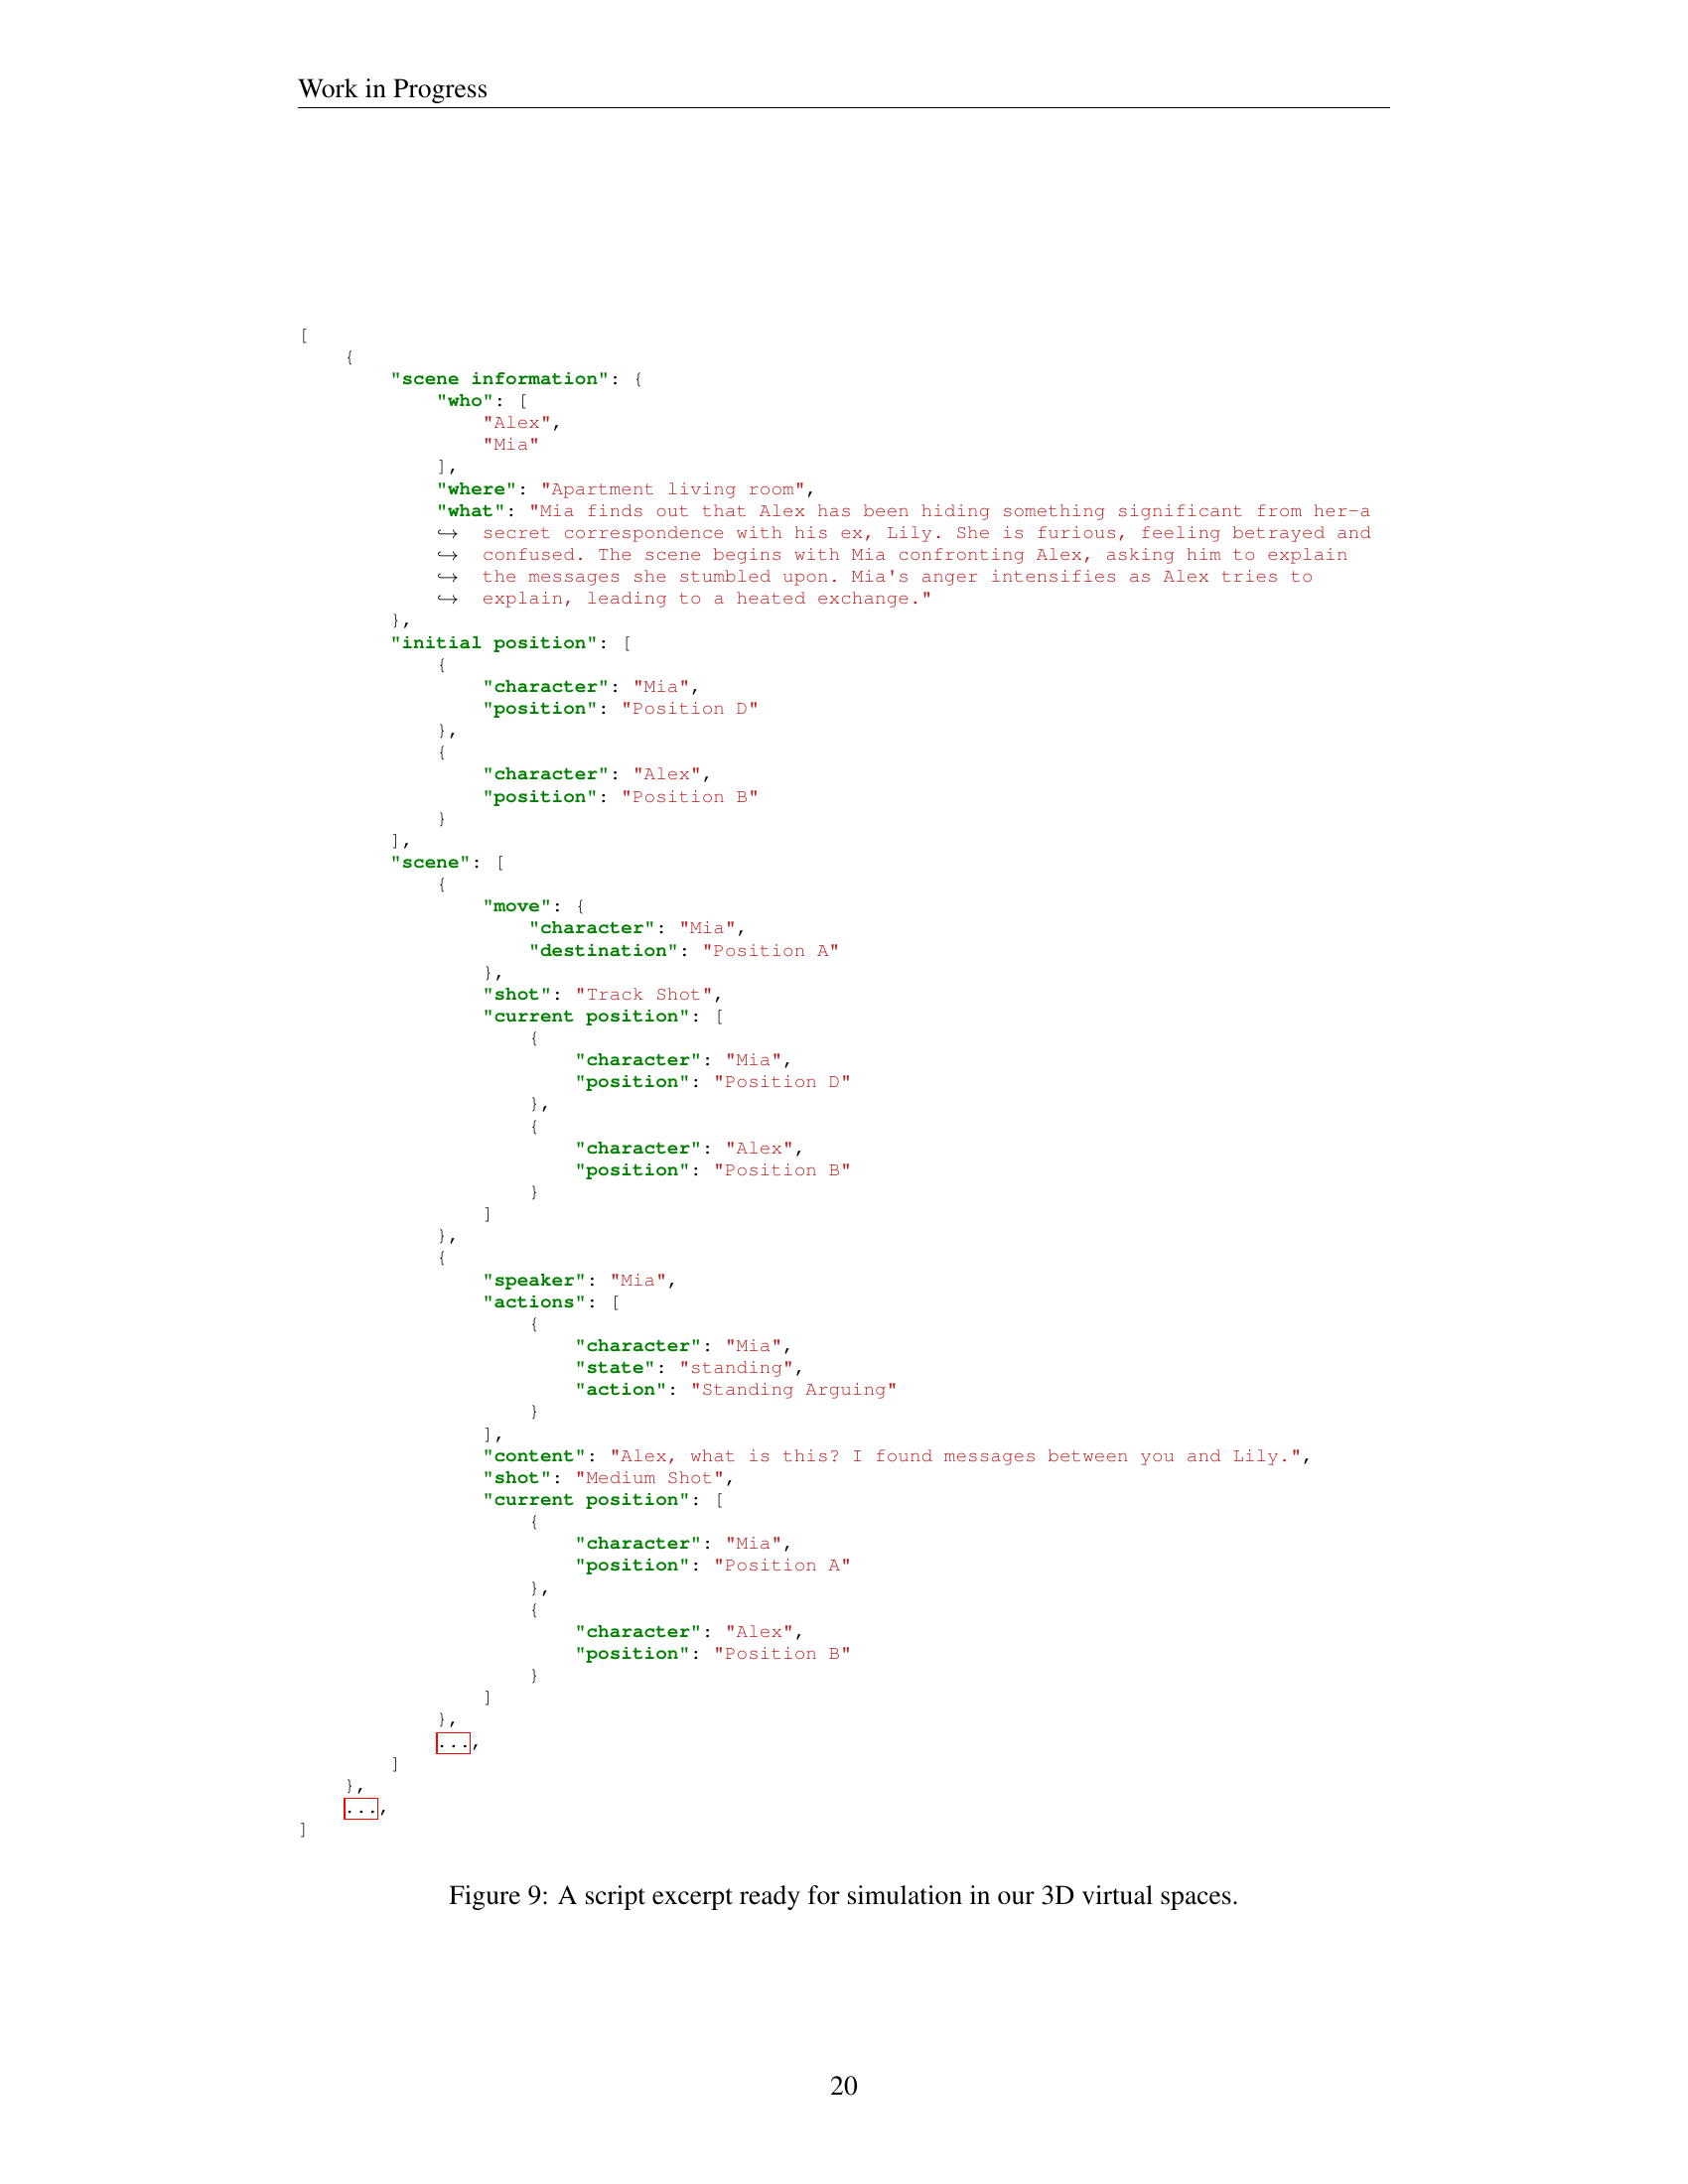 Work in Progress
[
    {
        "scene information": {
            "who": [
                "Alex",
                "Mia"
            ],
            "where": "Apartment living room",
            "what": "Mia finds out that Alex has been hiding something significant from her-a
            ↪  secret correspondence with his ex, Lily. She is furious, feeling betrayed and
            ↪  confused. The scene begins with Mia confronting Alex, asking him to explain
            ↪  the messages she stumbled upon. Mia's anger intensifies as Alex tries to
            ↪  explain, leading to a heated exchange."
        },
        "initial position": [
            {
                "character": "Mia",
                "position": "Position D"
            },
            {
                "character": "Alex",
                "position": "Position B"
            }
        ],
        "scene": [
            {
                "move": {
                    "character": "Mia",
                    "destination": "Position A"
                },
                "shot": "Track Shot",
                "current position": [
                    {
                        "character": "Mia",
                        "position": "Position D"
                    },
                    {
                        "character": "Alex",
                        "position": "Position B"
                    }
                ]
            },
            {
                "speaker": "Mia",
                "actions": [
                    {
                        "character": "Mia",
                        "state": "standing",
                        "action": "Standing Arguing"
                    }
                ],
                "content": "Alex, what is this? I found messages between you and Lily.",
                "shot": "Medium Shot",
                "current position": [
                    {
                        "character": "Mia",
                        "position": "Position A"
                    },
                    {
                        "character": "Alex",
                        "position": "Position B"
                    }
                ]
            },
            ...,
        ]
    },
    ...,
]
Figure 9: A script excerpt ready for simulation in our 3D virtual spaces.
20